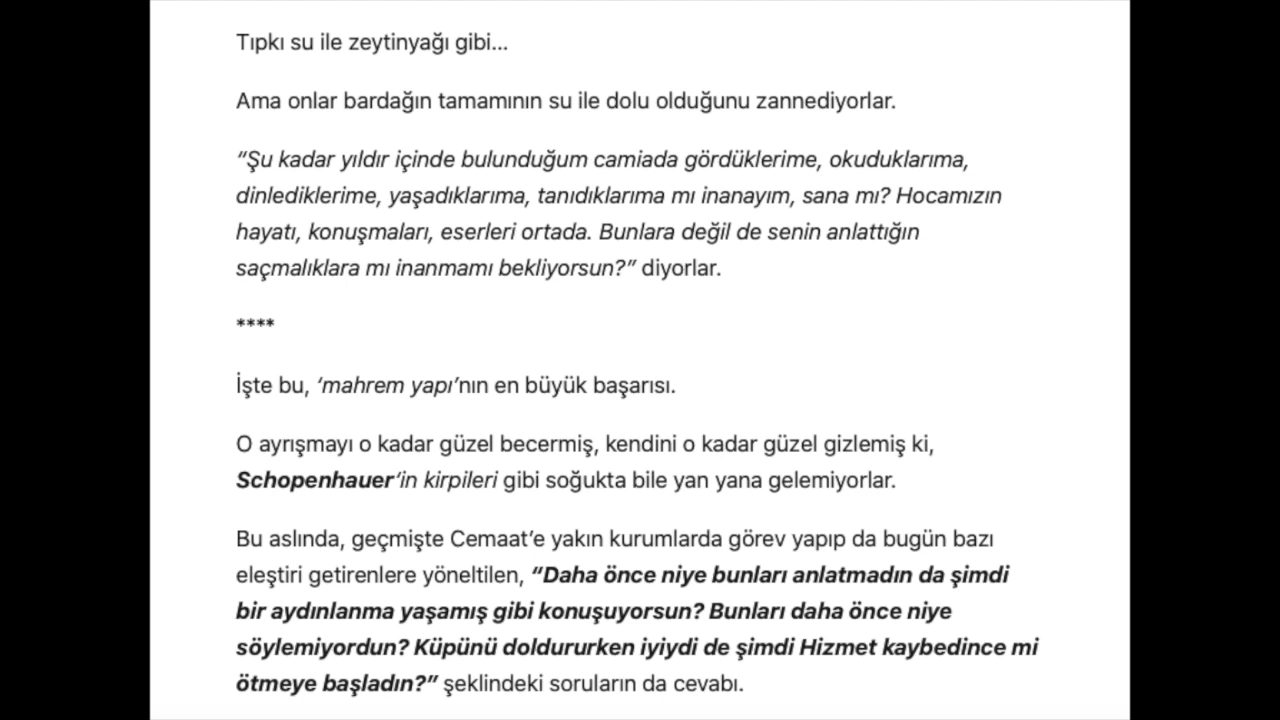 Tıpkı su ile zeytinyağı gibi...
Ama onlar bardağın tamamının su ile dolu olduğunu zannediyorlar.
“Şu kadar yıldır içinde bulunduğum camiada gördüklerime, okuduklarıma,
dinlediklerime, yaşadıklarıma, tanıdıklarıma mı inanayım, sana mı? Hocamızın
hayatı, konuşmaları, eserleri ortada. Bunlara değil de senin anlattığın
saçmalıklara mı inanmamı bekliyorsun?” diyorlar.
****
İşte bu, ‘mahrem yapı’nın en büyük başarısı.
O ayrışmayı o kadar güzel becermiş, kendini o kadar güzel gizlemiş ki,
Schopenhauer‘in kirpileri gibi soğukta bile yan yana gelemiyorlar.
Bu aslında, geçmişte Cemaat’e yakın kurumlarda görev yapıp da bugün bazı
eleştiri getirenlere yöneltilen, “Daha önce niye bunları anlatmadın da şimdi
bir aydınlanma yaşamış gibi konuşuyorsun? Bunları daha önce niye
söylemiyordun? Küpünü doldururken iyiydi de şimdi Hizmet kaybedince mi
ötmeye başladın?” şeklindeki soruların da cevabı.